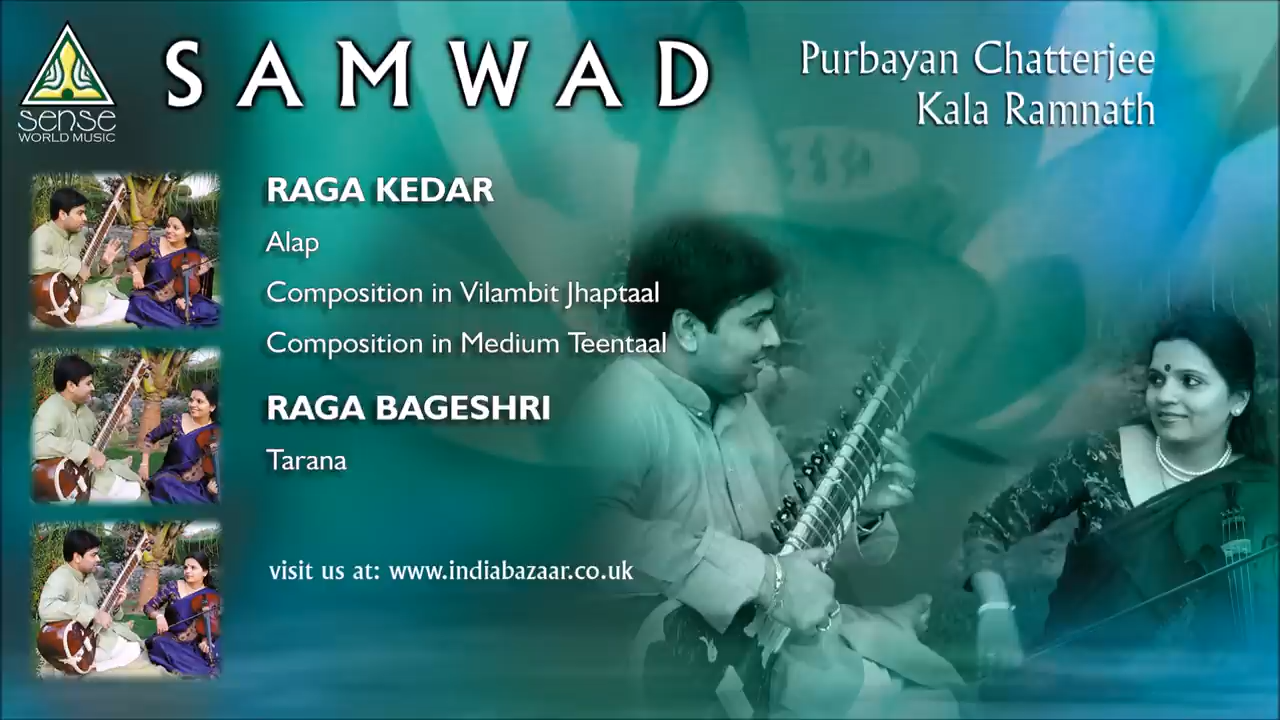 SAMWAD
Purbayan Chatterjee
Kala Ramnath
sense
WORLD MUSIC
RAGA KEDAR
Alap
Composition in Vilambit Jhaptaal
Composition in Medium Teentaal
RAGA BAGESHRI
Tarana
visit us at: www.indiabazaar.co.uk